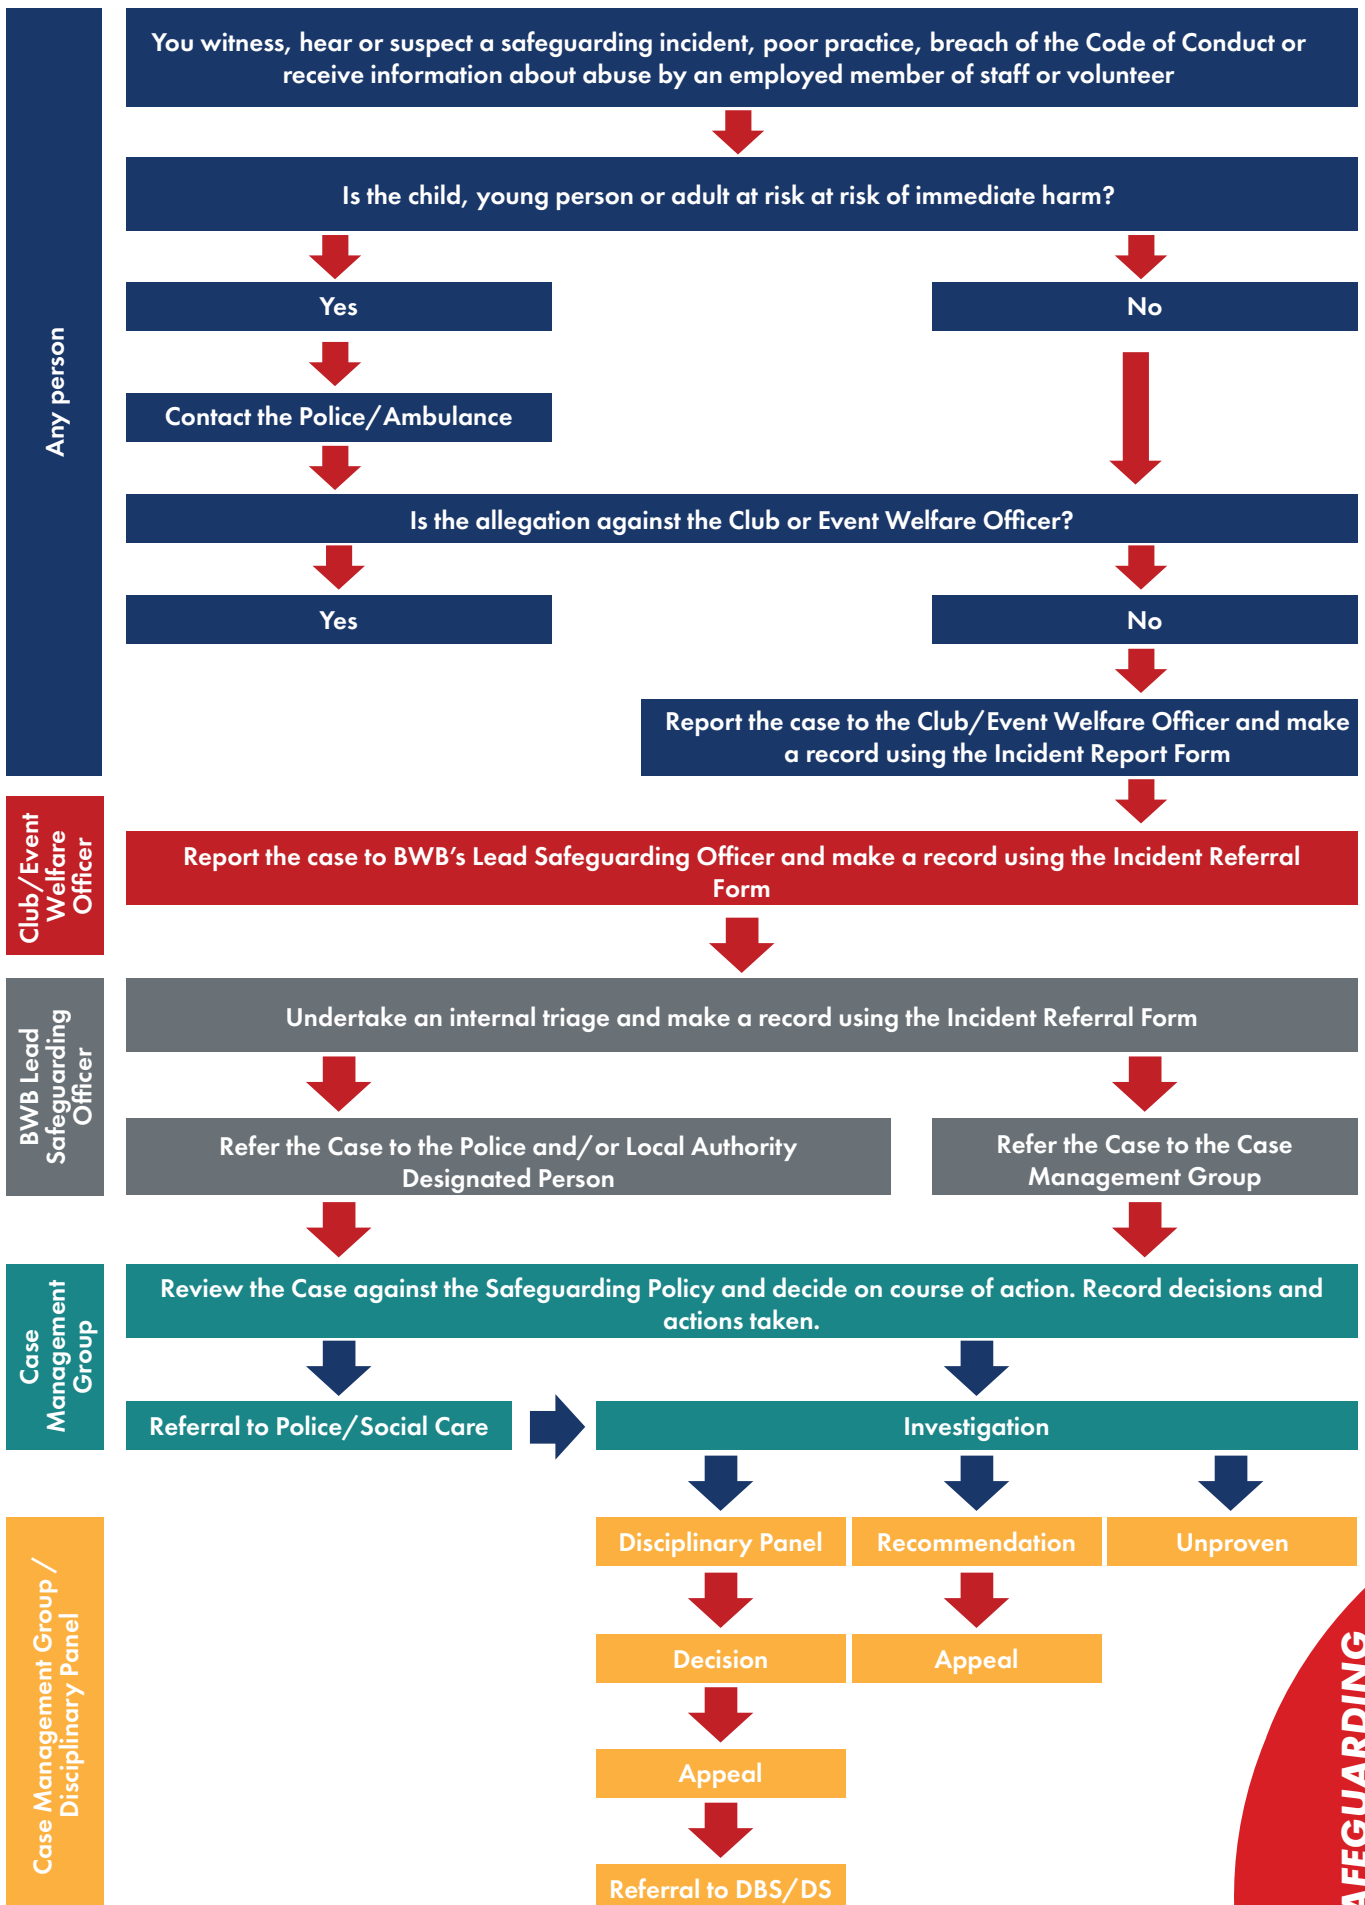 You witness, hear or suspect a safeguarding incident, poor practice, breach of the Code of Conduct or
receive information about abuse by an employed member of staff or volunteer
Is the child, young person or adult at risk at risk of immediate harm?
Yes
No
Any person
Contact the Police/Ambulance
Is the allegation against the Club or Event Welfare Officer?
Yes
No
Report the case to the Club/Event Welfare Officer and make
a record using the Incident Report Form
Club/Event
Welfare
Officer
Report the case to BWB's Lead Safeguarding Officer and make a record using the Incident Referral
Form
BWB Lead
Safeguarding
Officer
Undertake an internal triage and make a record using the Incident Referral Form
Refer the Case to the Police and/or Local Authority
Designated Person
Refer the Case to the Case
Management Group
Case
Management
Group
Review the Case against the Safeguarding Policy and decide on course of action. Record decisions and
actions taken.
Referral to Police/Social Care
Investigation
Case Management Group /
Disciplinary Panel
Disciplinary Panel
Recommendation
Unproven
Decision
Appeal
Appeal
Referral to DBS/DS
AFEGUARDING